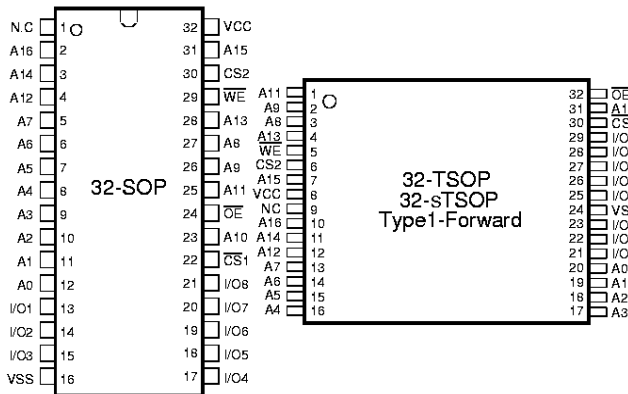 N.C 1 32 VCC
A16 2 31 A15
A14 3 30 CS2
A12 4 29 WE
A7 5 28 A13
A6 6 27 A8
A5 7 26 A9
A4 8 32-SOP 25 A11
A3 9 24 OE
A2 10 23 A10
A1 11 22 CS1
A0 12 21 I/O8
I/O1 13 20 I/O7
I/O2 14 19 I/O6
I/O3 15 18 I/O5
VSS 16 17 I/O4
A11 1 32 OE
A9 2 31 A1
A8 3 30 CS
A13 4 29 I/O
WE 5 28 I/O
CS2 6 27 I/O
A15 7 26 I/O
VCC 8 25 I/O
NC 9 24 VS
A16 10 23 I/O
A14 11 22 I/O
A12 12 21 I/O
A7 13 20 A0
A6 14 19 A1
A5 15 18 A2
A4 16 17 A3
32-TSOP
32-sTSOP
Type1-Forward